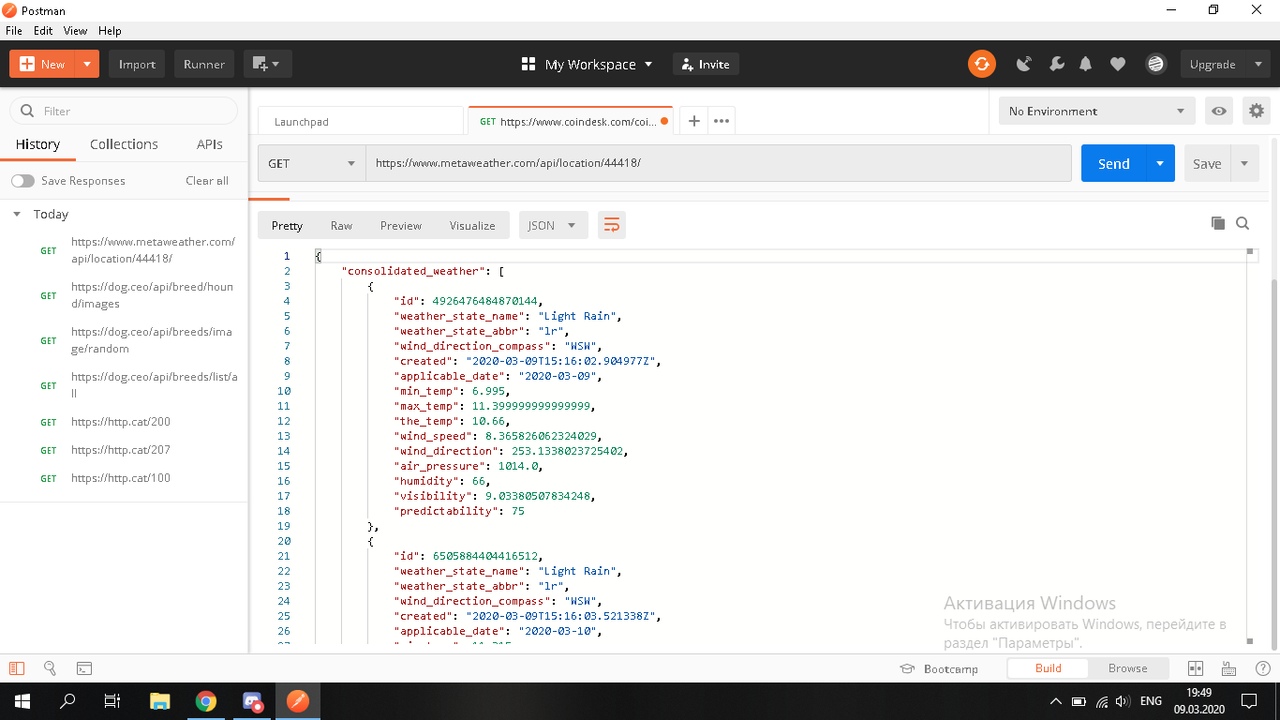 Postman
File Edit View Help
New Import Runner My Workspace Invite Upgrade
Filter
History Collections APIs
Save Responses Clear all
Today
GET https://www.metaweather.com/
api/location/44418/
GET https://dog.ceo/api/breed/houn
d/images
GET https://dog.ceo/api/breeds/ima
ge/random
GET https://dog.ceo/api/breeds/list/a
ll
GET https://http.cat/200
GET https://http.cat/207
GET https://http.cat/100
Launchpad GET https://www.coindesk.com/coi... No Environment
GET https://www.metaweather.com/api/location/44418/ Send Save
Pretty Raw Preview Visualize JSON
1 {
2 "consolidated_weather": [
3 {
4 "id": 4926476484870144,
5 "weather_state_name": "Light Rain",
6 "weather_state_abbr": "lr",
7 "wind_direction_compass": "WSW",
8 "created": "2020-03-09T15:16:02.904977Z",
9 "applicable_date": "2020-03-09",
10 "min_temp": 6.995,
11 "max_temp": 11.399999999999999,
12 "the_temp": 10.66,
13 "wind_speed": 8.365826062324029,
14 "wind_direction": 253.1338023725402,
15 "air_pressure": 1014.0,
16 "humidity": 66,
17 "visibility": 9.03380507834248,
18 "predictability": 75
19 },
20 {
21 "id": 6505884404416512,
22 "weather_state_name": "Light Rain",
23 "weather_state_abbr": "lr",
24 "wind_direction_compass": "WSW",
25 "created": "2020-03-09T15:16:03.521338Z",
26 "applicable_date": "2020-03-10",
Активация Windows
Чтобы активировать Windows, перейдите в
раздел "Параметры".
Bootcamp Build Browse
ENG
19:49
09.03.2020